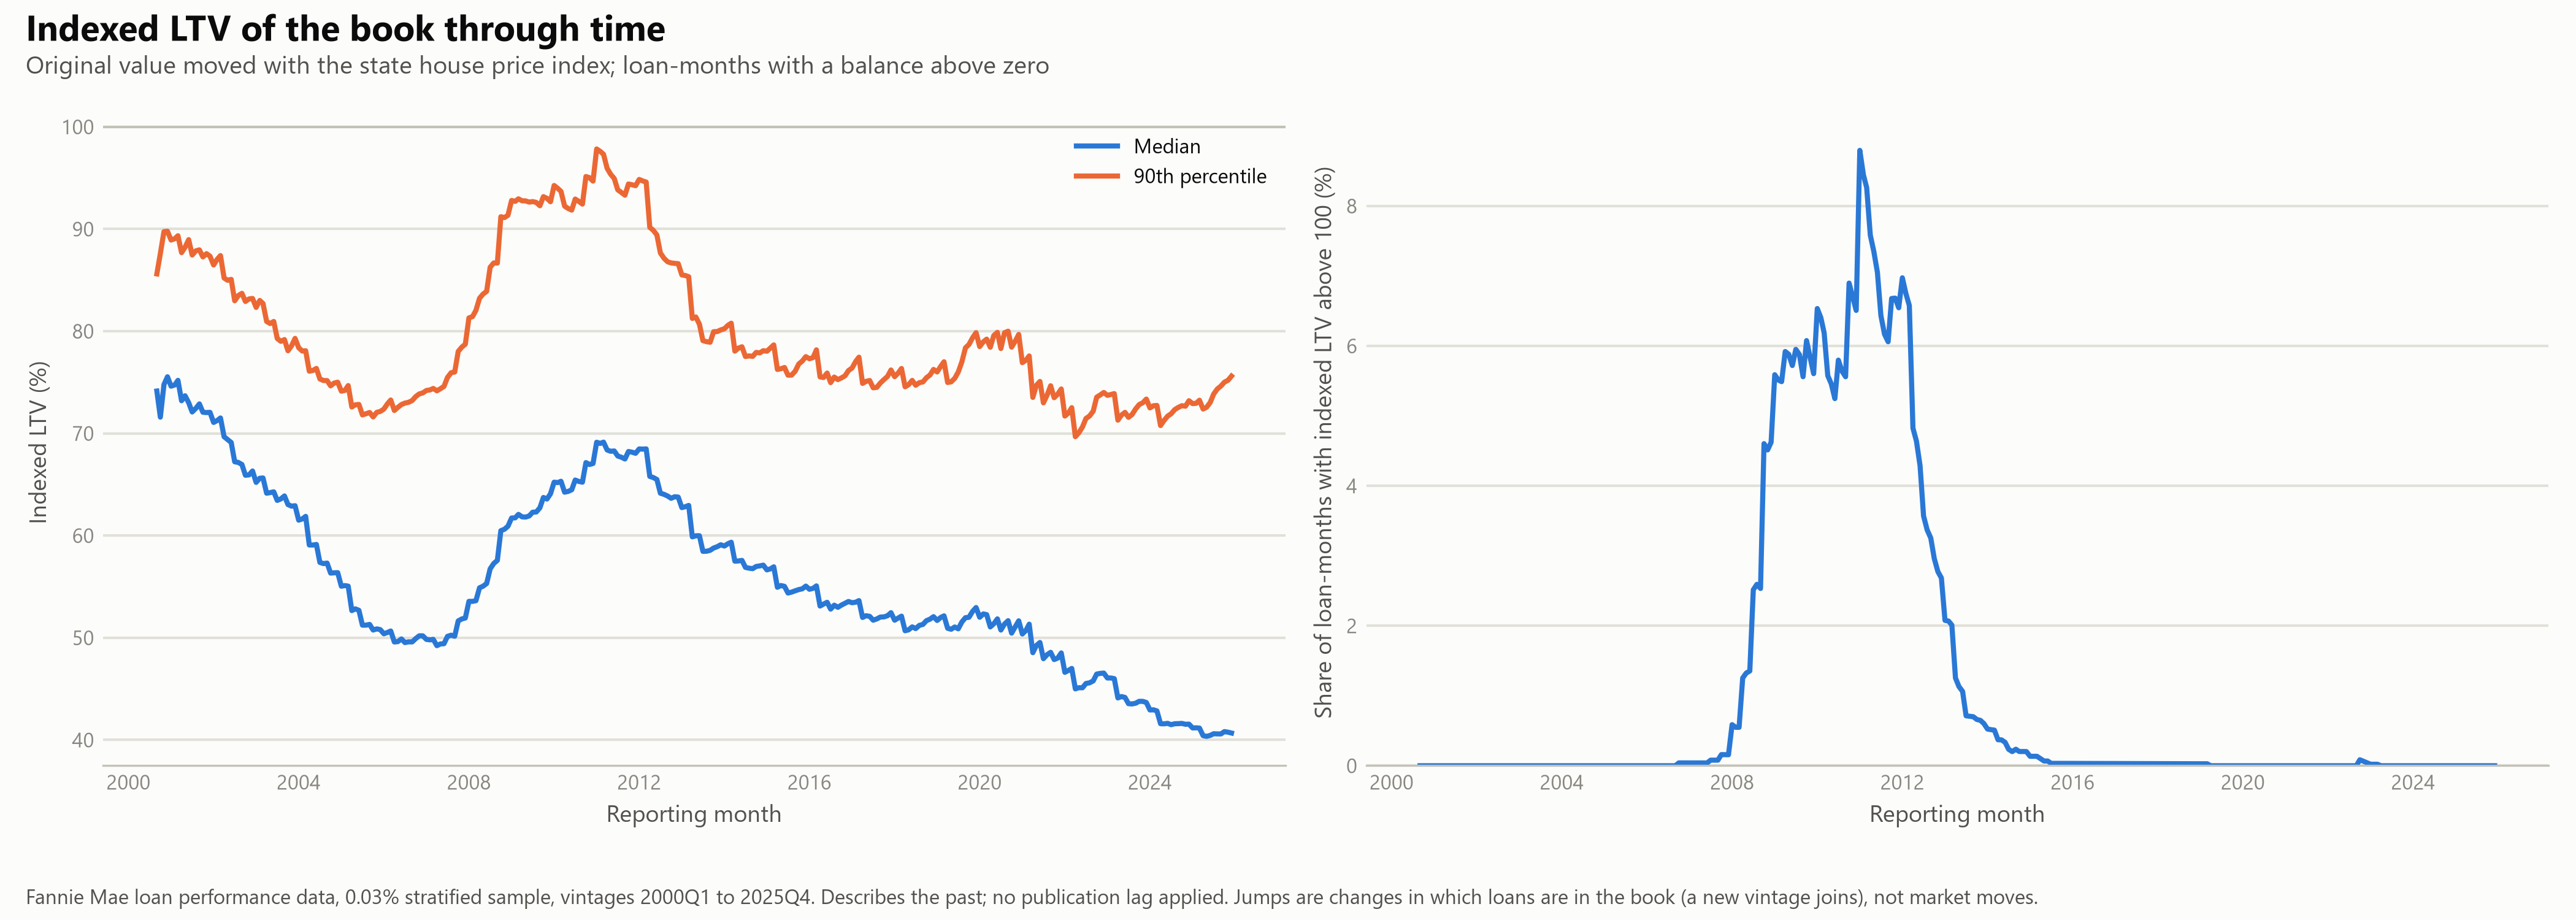 Indexed LTV of the book through time
Original value moved with the state house price index; loan-months with a balance above zero
Indexed LTV (%)
100
90
80
70
60
50
40
Median
90th percentile
2000 2004 2008 2012 2016 2020 2024
Reporting month
Share of loan-months with indexed LTV above 100 (%)
8
6
4
2
0
2000 2004 2008 2012 2016 2020 2024
Reporting month
Fannie Mae loan performance data, 0.03% stratified sample, vintages 2000Q1 to 2025Q4. Describes the past; no publication lag applied. Jumps are changes in which loans are in the book (a new vintage joins), not market moves.